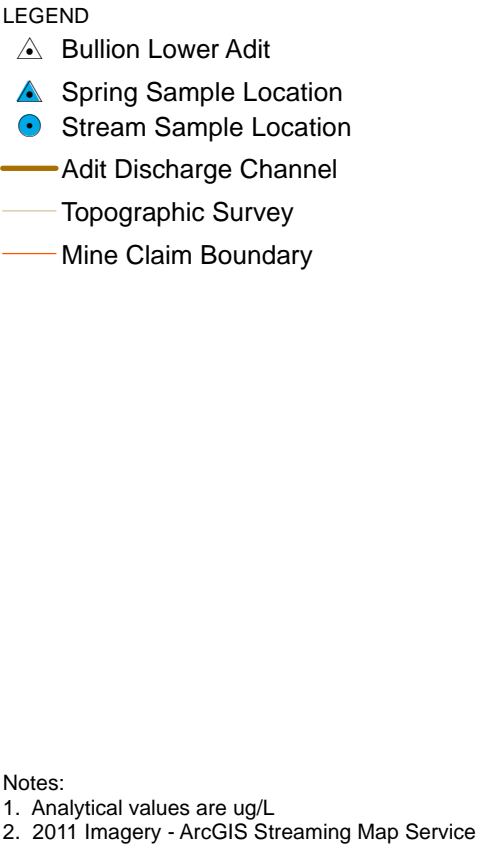 LEGEND
Bullion Lower Adit
Spring Sample Location
Stream Sample Location
Adit Discharge Channel
Topographic Survey
Mine Claim Boundary
Notes:
1. Analytical values are ug/L
2. 2011 Imagery - ArcGIS Streaming Map Service